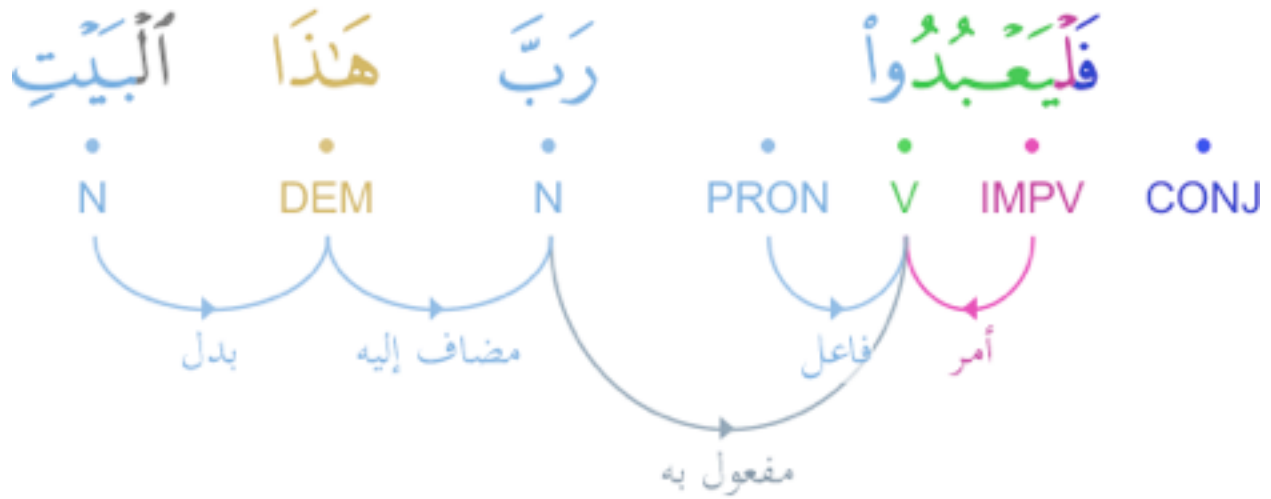 فَلْيَعْبُدُوا۟ رَبَّ هَٰذَا ٱلْبَيْتِ
CONJ IMPV V PRON N DEM N
أمر فاعل مضاف إليه بدل
مفعول به